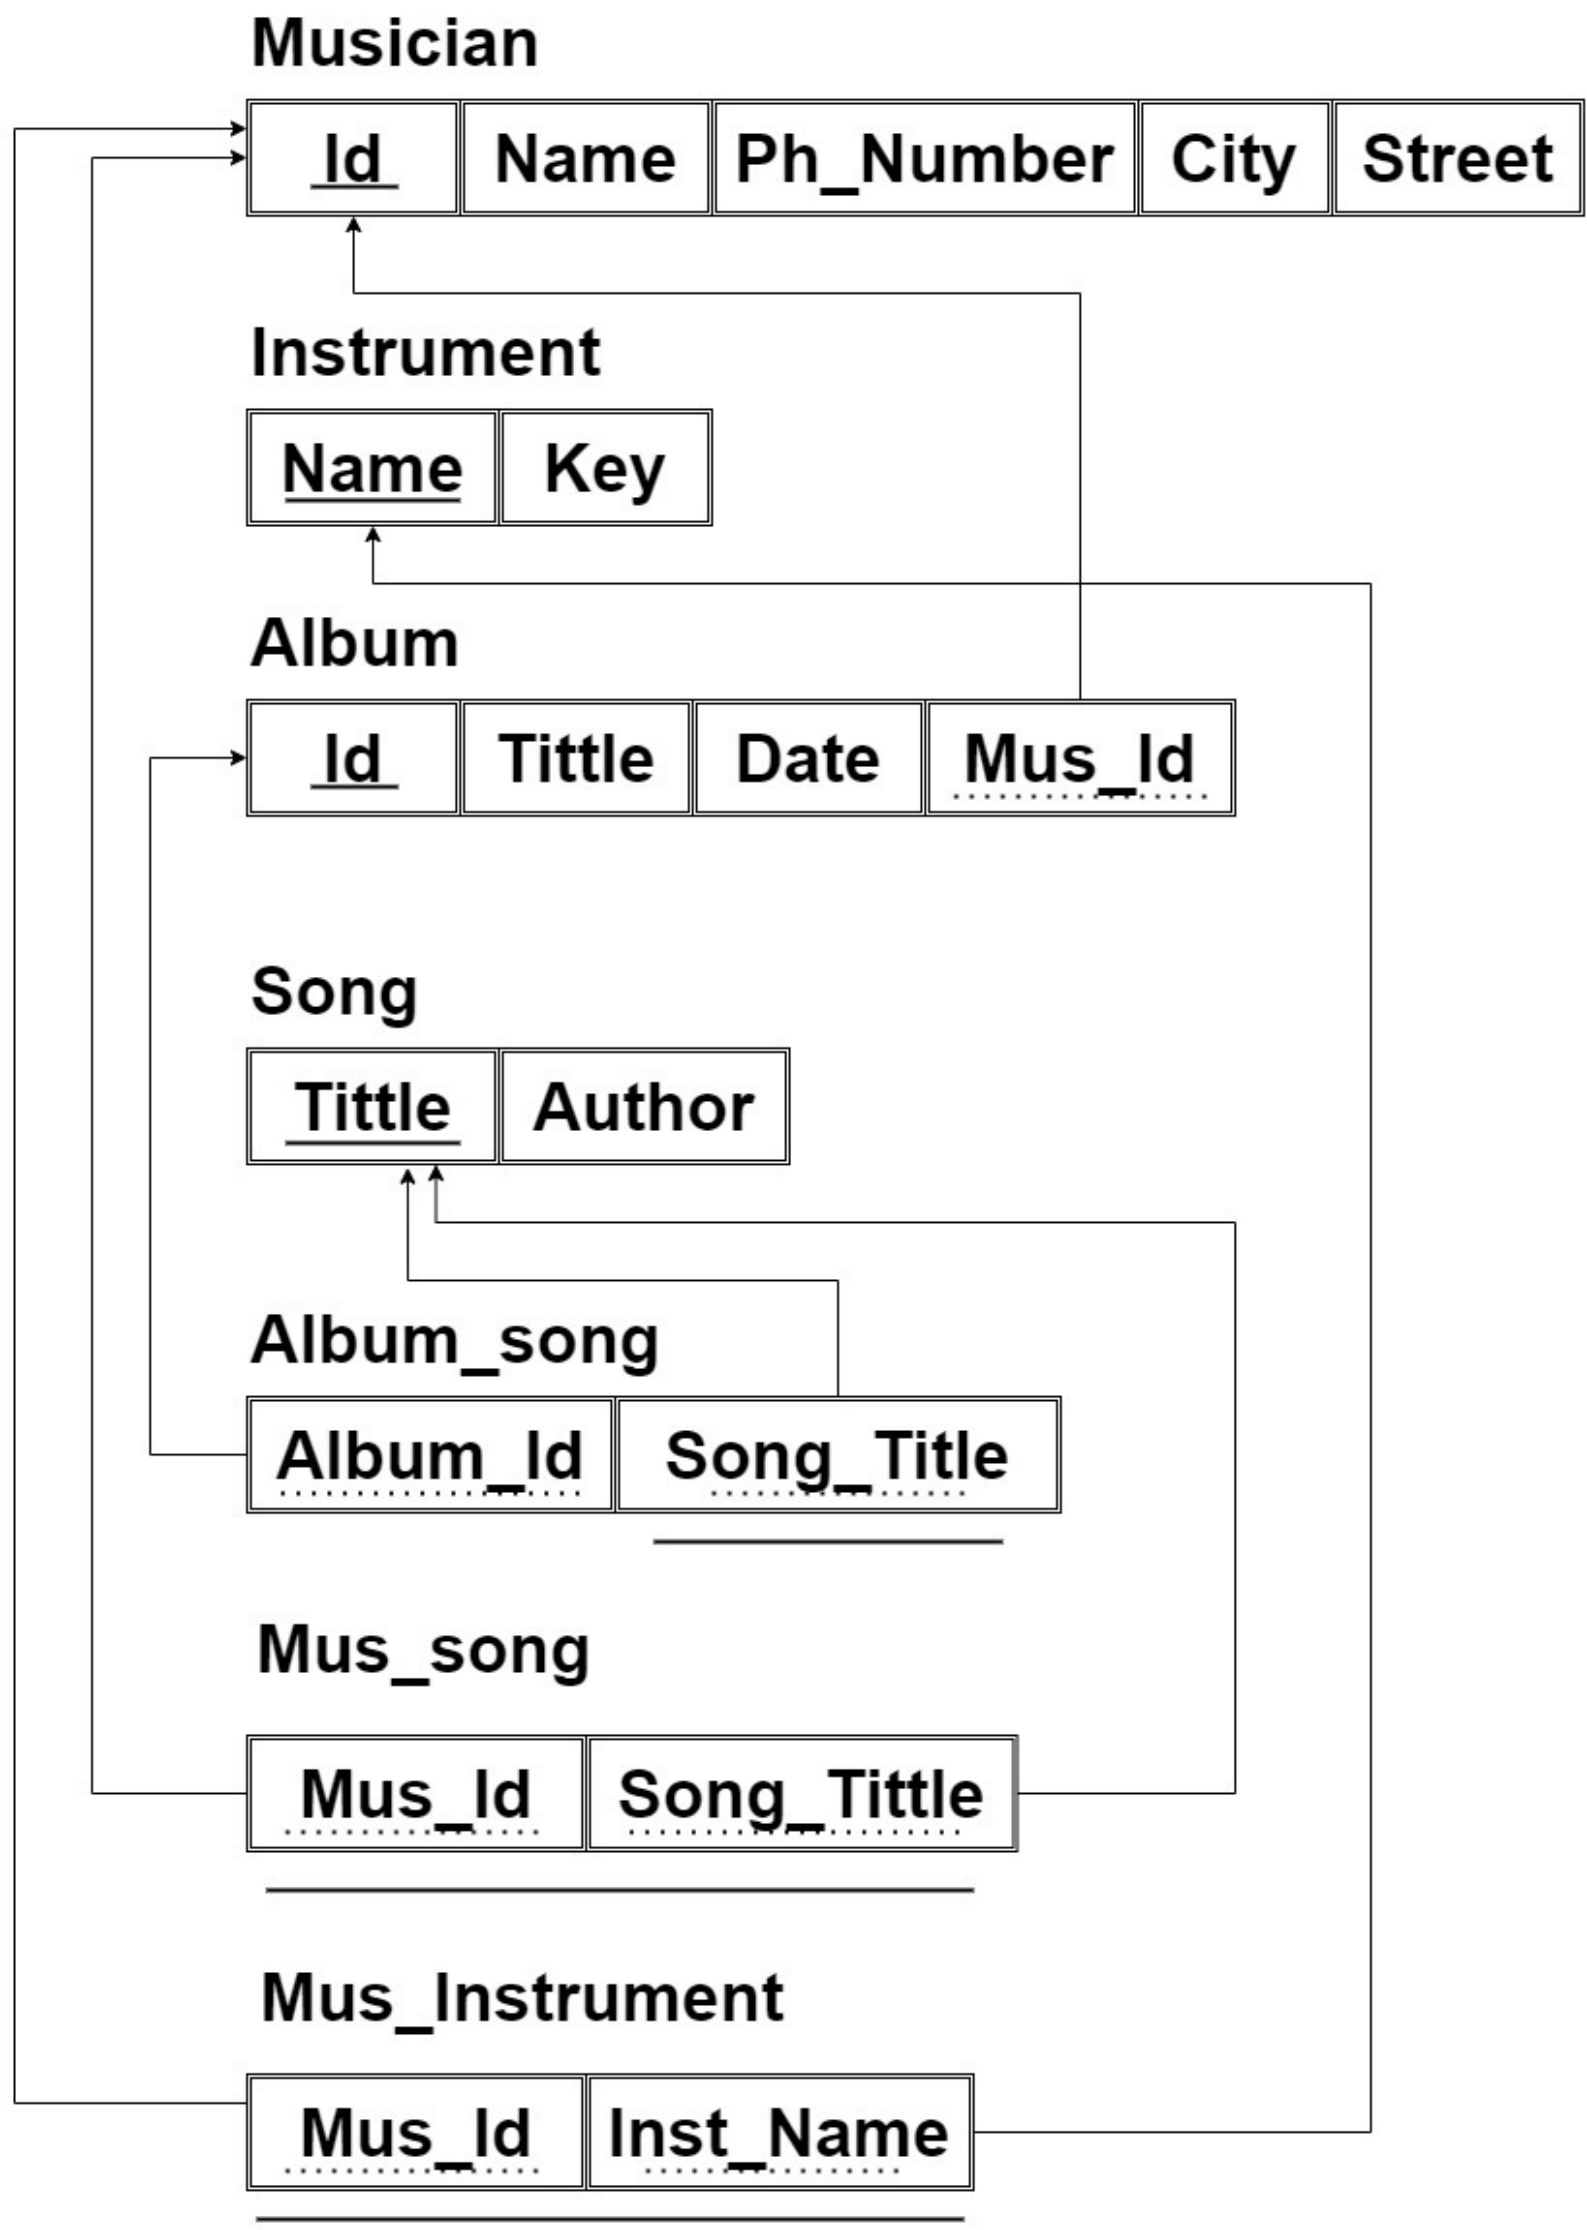 Musician
Id Name Ph_Number City Street
Instrument
Name Key
Album
Id Tittle Date Mus_Id
Song
Tittle Author
Album_song
Album_Id Song_Title
Mus_song
Mus_Id Song_Tittle
Mus_Instrument
Mus_Id Inst_Name